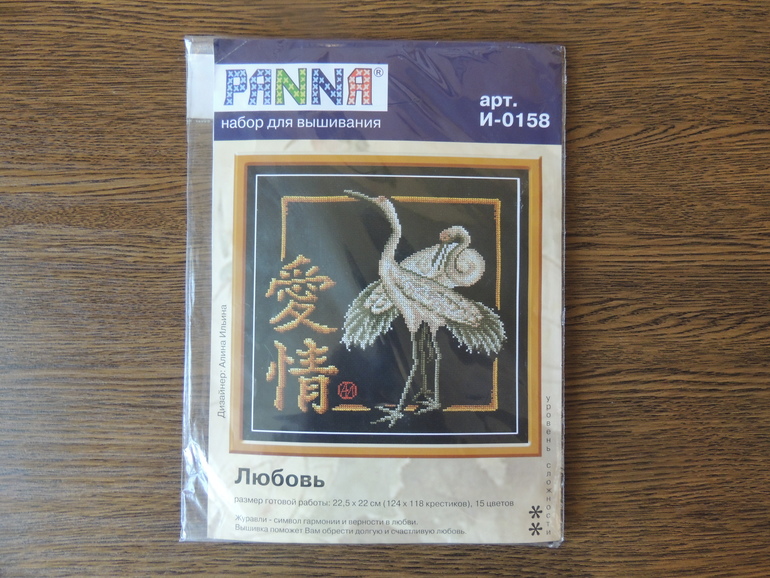 PANNA®
набор для вышивания
арт.
И-0158
愛
情
Дизайнер: Алина Ильина
уровень сложности
Любовь
размер готовой работы: 22,5 x 22 см (124 x 118 крестиков), 15 цветов
Журавли - символ гармонии и верности в любви.
Вышивка поможет Вам обрести долгую и счастливую любовь.